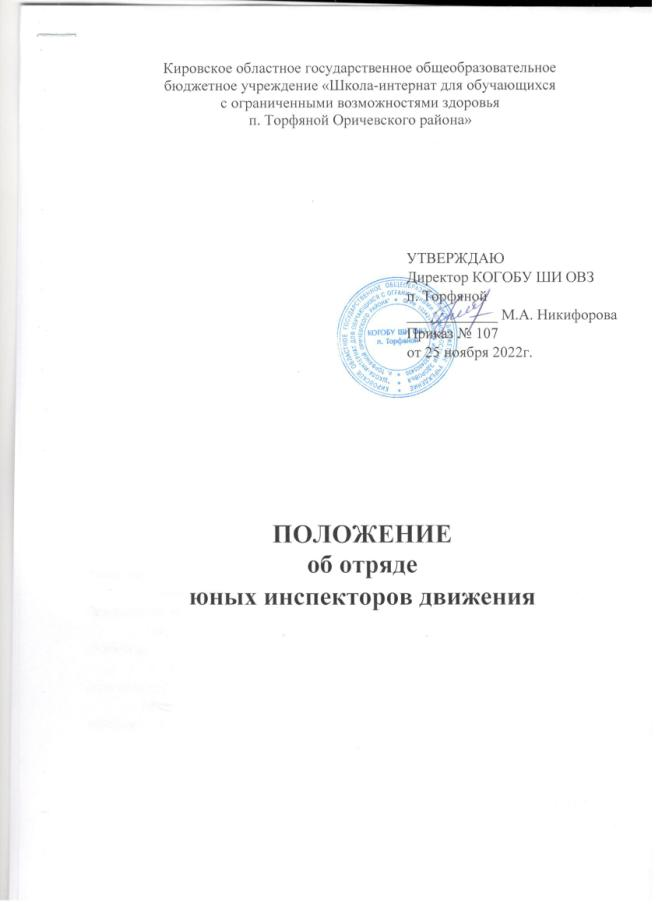 Кировское областное государственное общеобразовательное
бюджетное учреждение «Школа-интернат для обучающихся
с ограниченными возможностями здоровья
п. Торфяной Оричевского района»
УТВЕРЖДАЮ
Директор КОГОБУ ШИ ОВЗ
п. Торфяной
____________ М.А. Никифорова
Приказ № 107
от 25 ноября 2022г.
КОГОБУ ШИ ОВЗ
п. Торфяной
ПОЛОЖЕНИЕ
об отряде
юных инспекторов движения